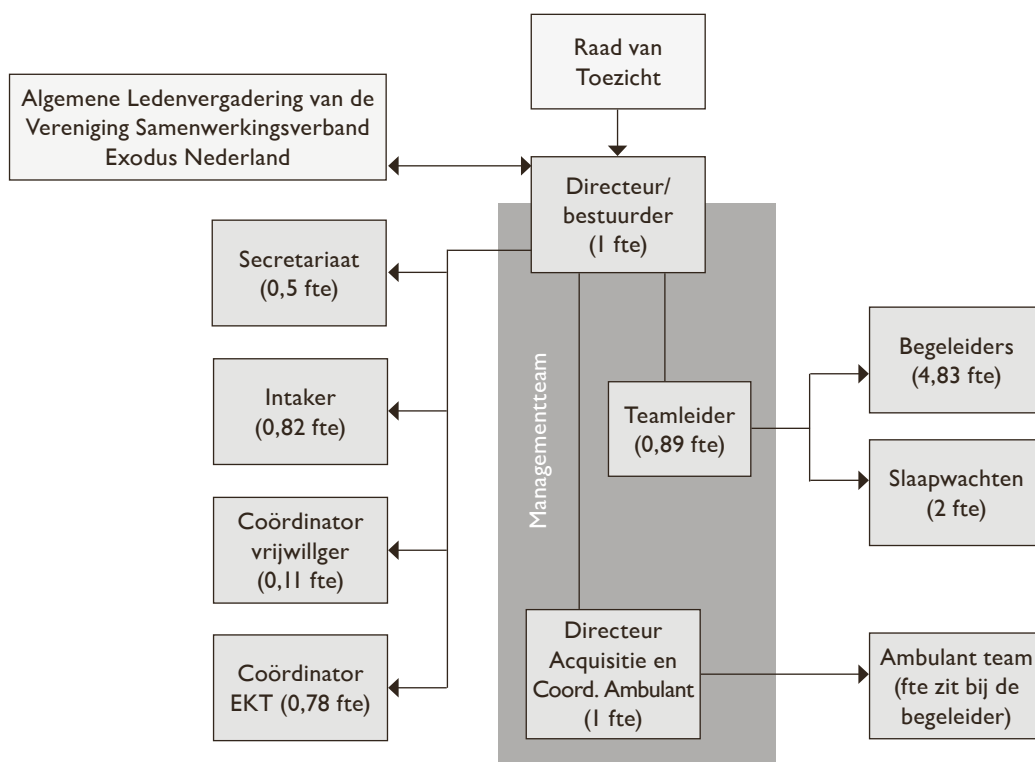 Raad van
Toezicht
Algemene Ledenvergadering van de
Vereniging Samenwerkingsverband
Exodus Nederland
Directeur/
bestuurder
(1 fte)
Secretariaat
(0,5 fte)
Intaker
(0,82 fte)
Coördinator
vrijwillger
(0,11 fte)
Coördinator
EKT (0,78 fte)
Managementteam
Teamleider
(0,89 fte)
Directeur
Acquisitie en
Coord. Ambulant
(1 fte)
Begeleiders
(4,83 fte)
Slaapwachten
(2 fte)
Ambulant team
(fte zit bij de
begeleider)